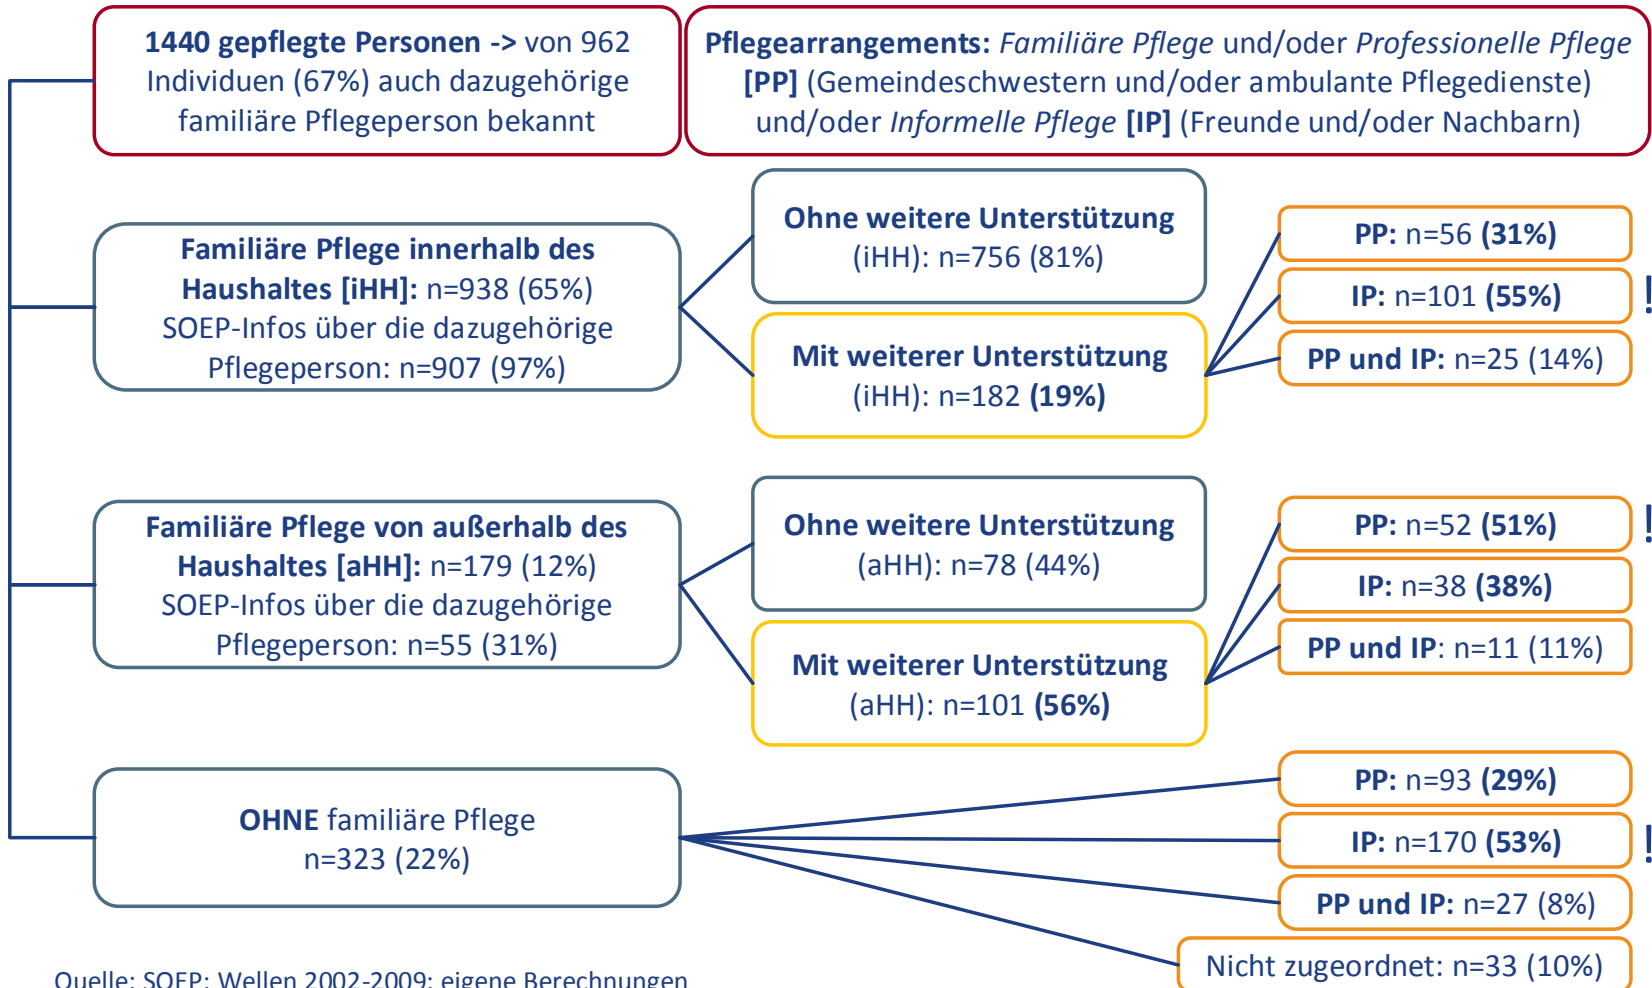 1440 gepflegte Personen -> von 962
Individuen (67%) auch dazugehörige
familiäre Pflegeperson bekannt
Pflegearrangements: Familiäre Pflege und/oder Professionelle Pflege
[PP] (Gemeindeschwestern und/oder ambulante Pflegedienste)
und/oder Informelle Pflege [IP] (Freunde und/oder Nachbarn)
Familiäre Pflege innerhalb des
Haushaltes [iHH]: n=938 (65%)
SOEP-Infos über die dazugehörige
Pflegeperson: n=907 (97%)
Ohne weitere Unterstützung
(iHH): n=756 (81%)
Mit weiterer Unterstützung
(iHH): n=182 (19%)
PP: n=56 (31%)
IP: n=101 (55%)
!
PP und IP: n=25 (14%)
Familiäre Pflege von außerhalb des
Haushaltes [aHH]: n=179 (12%)
SOEP-Infos über die dazugehörige
Pflegeperson: n=55 (31%)
Ohne weitere Unterstützung
(aHH): n=78 (44%)
Mit weiterer Unterstützung
(aHH): n=101 (56%)
PP: n=52 (51%)
!
IP: n=38 (38%)
PP und IP: n=11 (11%)
OHNE familiäre Pflege
n=323 (22%)
PP: n=93 (29%)
IP: n=170 (53%)
!
PP und IP: n=27 (8%)
Nicht zugeordnet: n=33 (10%)
Quelle: SOEP; Wellen 2002-2009; eigene Berechnungen